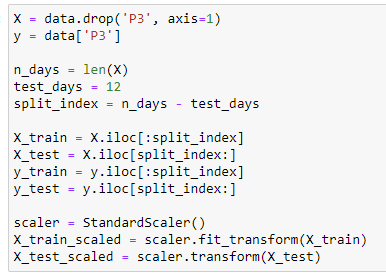 X = data.drop('P3', axis=1)
y = data['P3']
n_days = len(X)
test_days = 12
split_index = n_days - test_days
X_train = X.iloc[:split_index]
X_test = X.iloc[split_index:]
y_train = y.iloc[:split_index]
y_test = y.iloc[split_index:]
scaler = StandardScaler()
X_train_scaled = scaler.fit_transform(X_train)
X_test_scaled = scaler.transform(X_test)